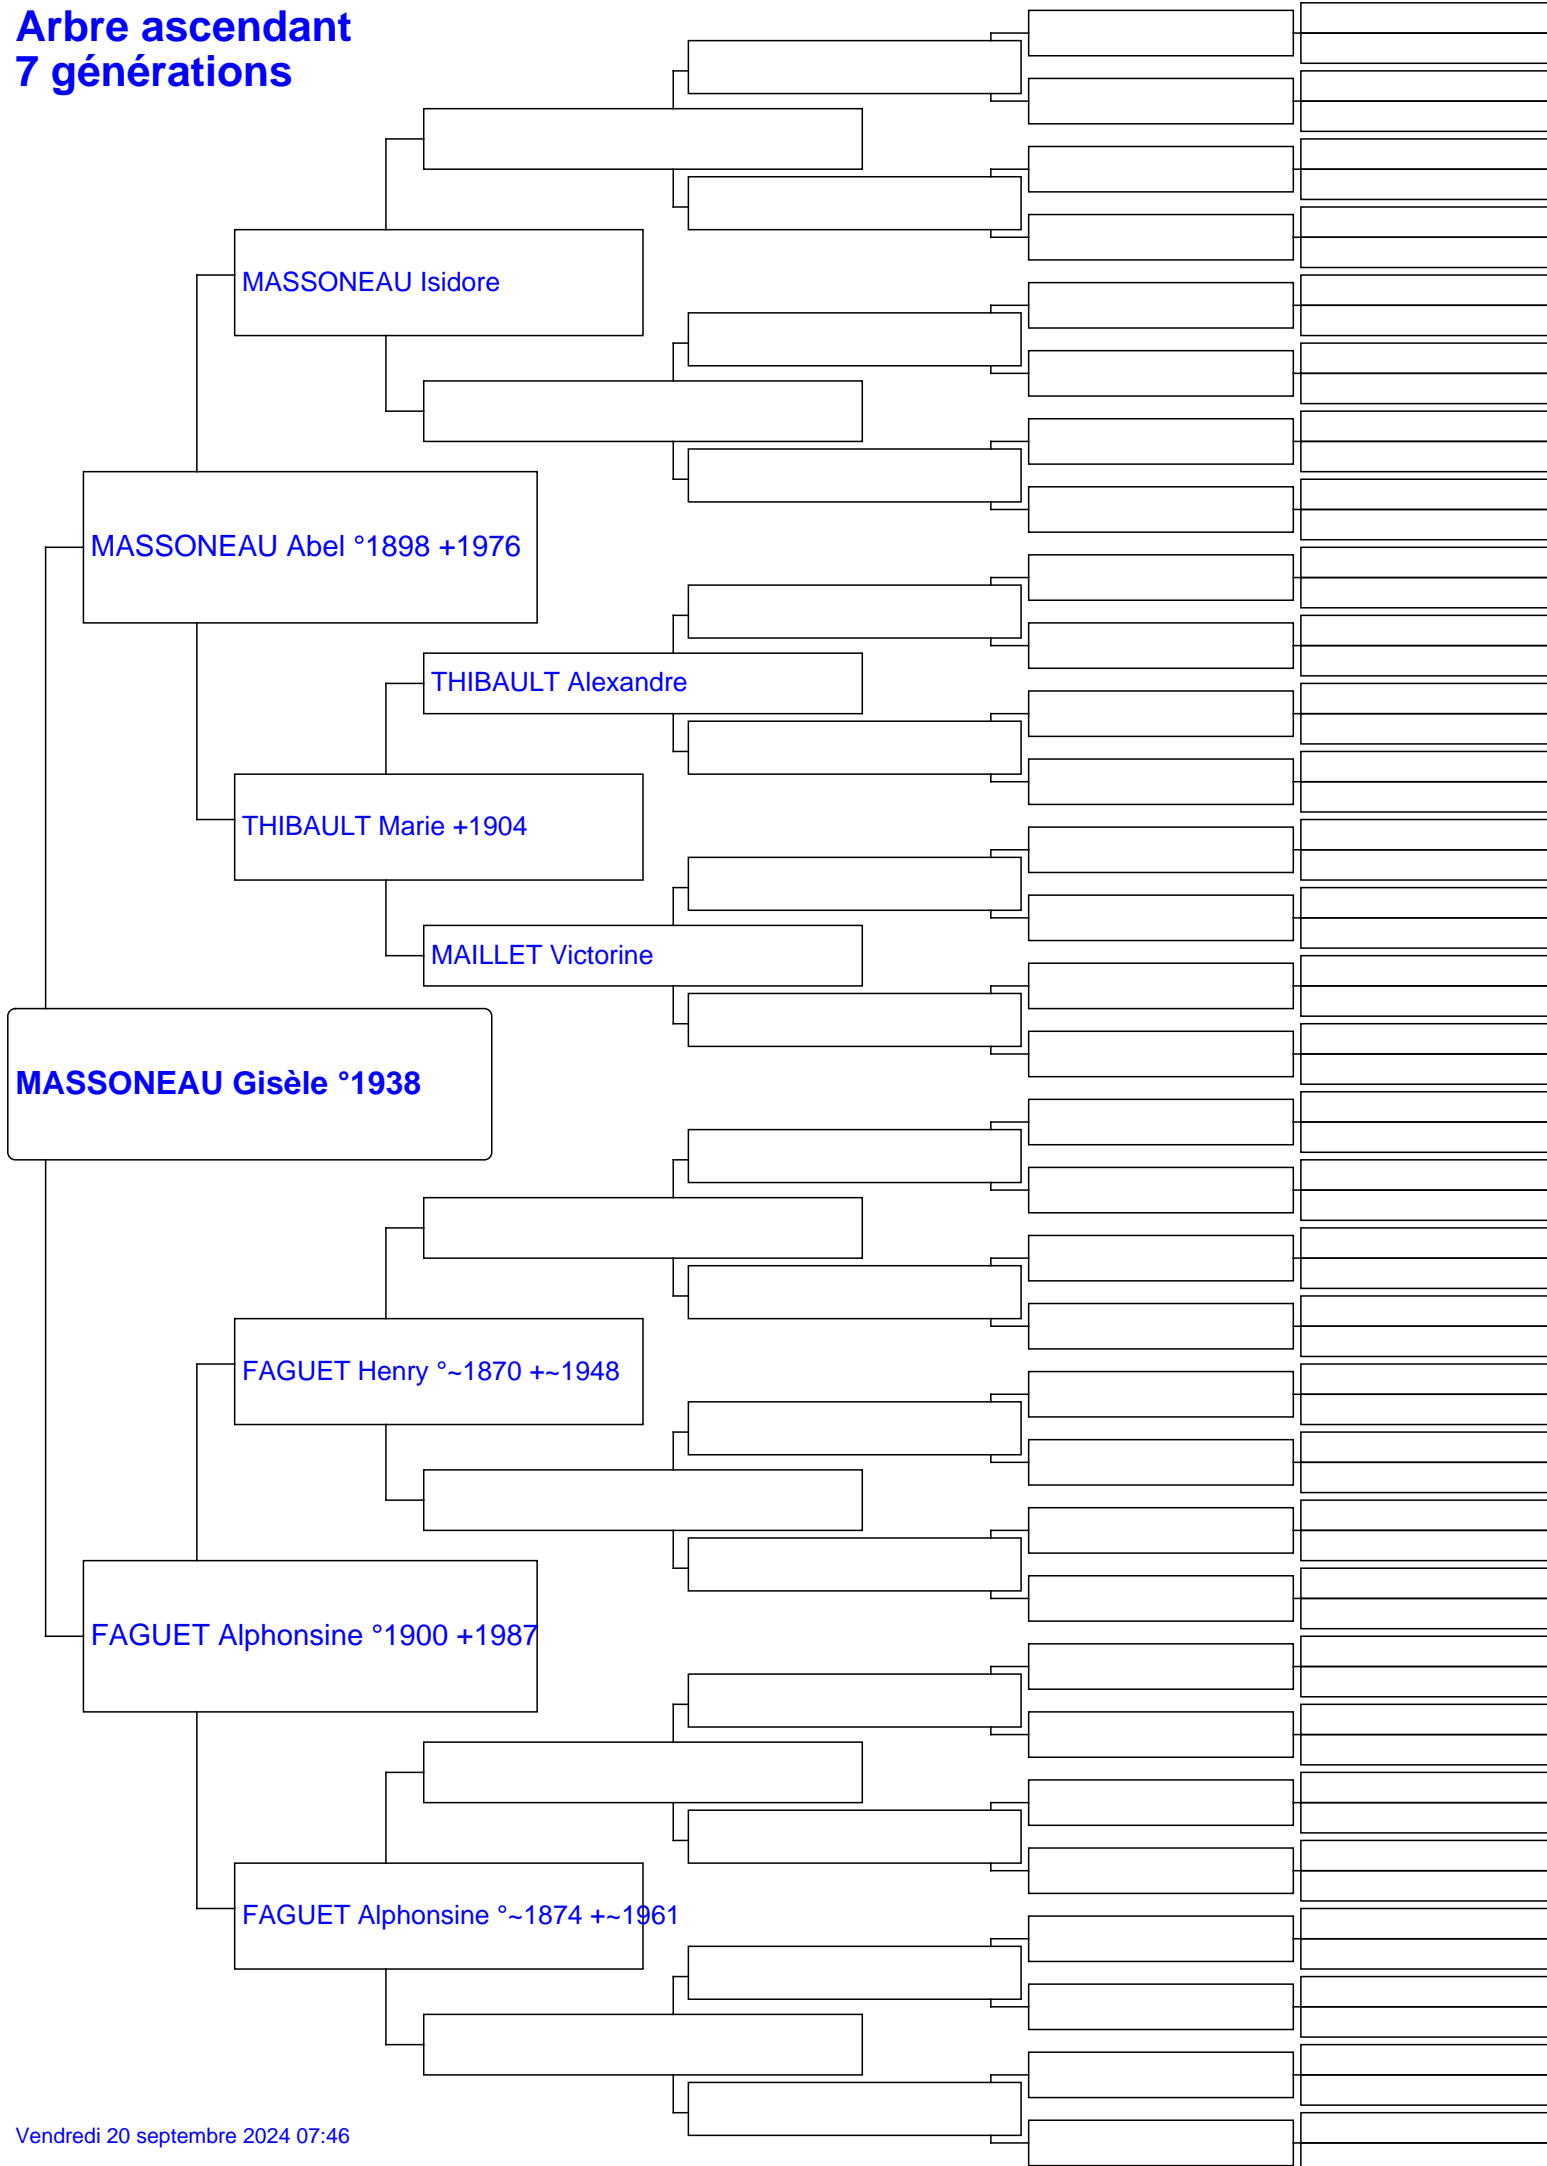 Arbre ascendant
7 générations
MASSONEAU Isidore
MASSONEAU Abel °1898 +1976
THIBAULT Alexandre
THIBAULT Marie +1904
MAILLET Victorine
MASSONEAU Gisèle °1938
FAGUET Henry °~1870 +~1948
FAGUET Alphonsine °1900 +1987
FAGUET Alphonsine °~1874 +~1961
Vendredi 20 septembre 2024 07:46